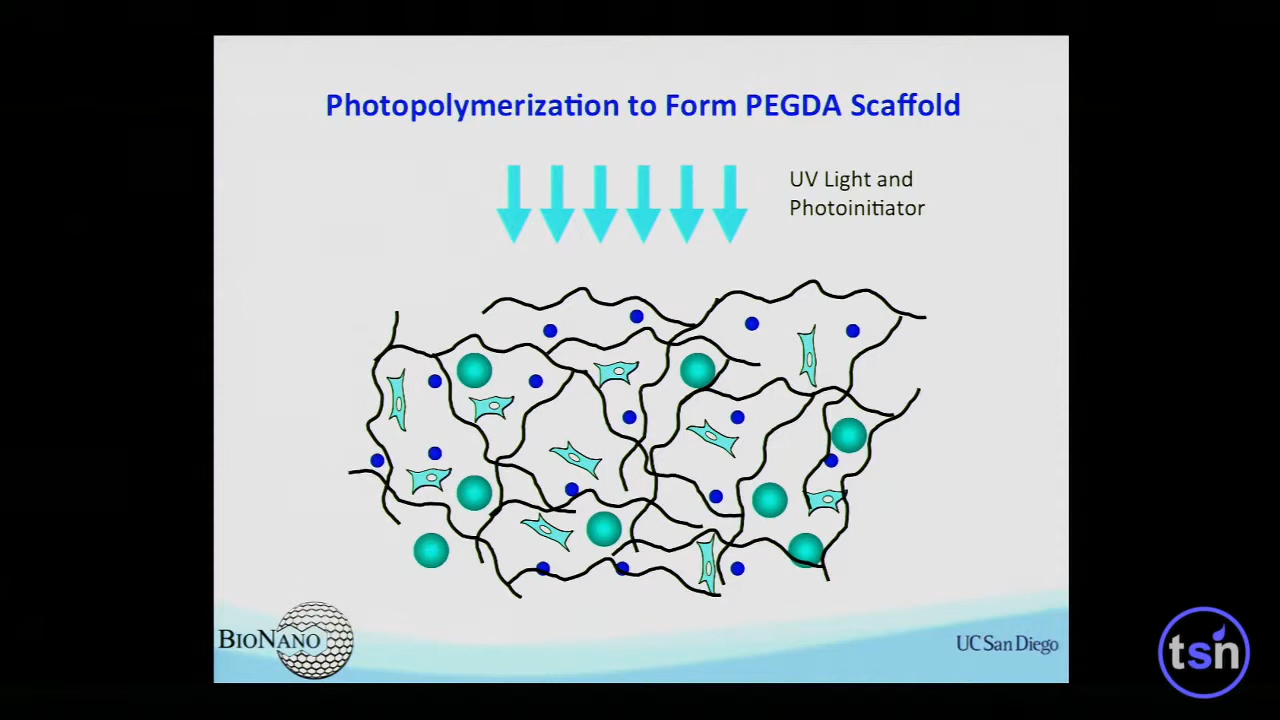 Photopolymerization to Form PEGDA Scaffold
UV Light and
Photoinitiator
BIONANO
UC San Diego
tsn